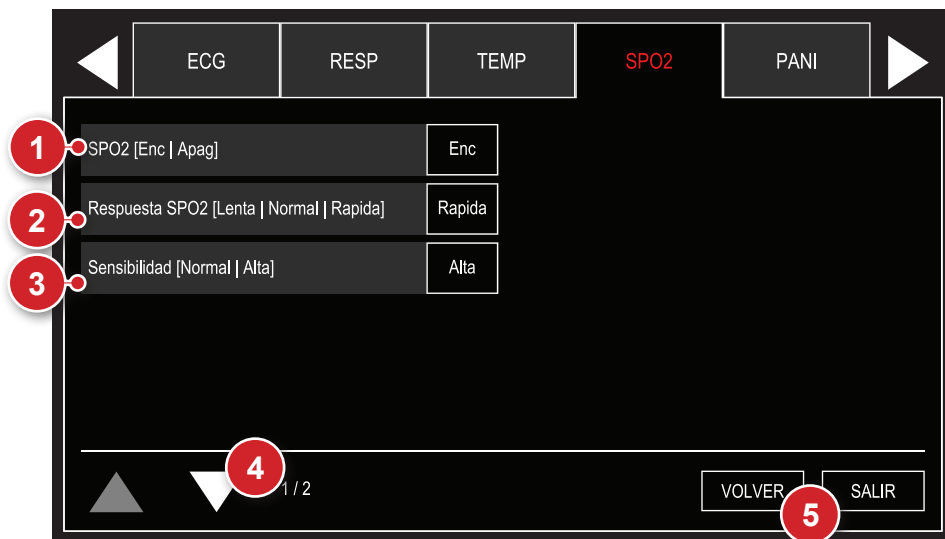 ECG RESP TEMP SPO2 PANI
1 SPO2 [Enc | Apag] Enc
2 Respuesta SPO2 [Lenta | Normal | Rapida] Rapida
3 Sensibilidad [Normal | Alta] Alta
4 1 / 2 VOLVER SALIR
5